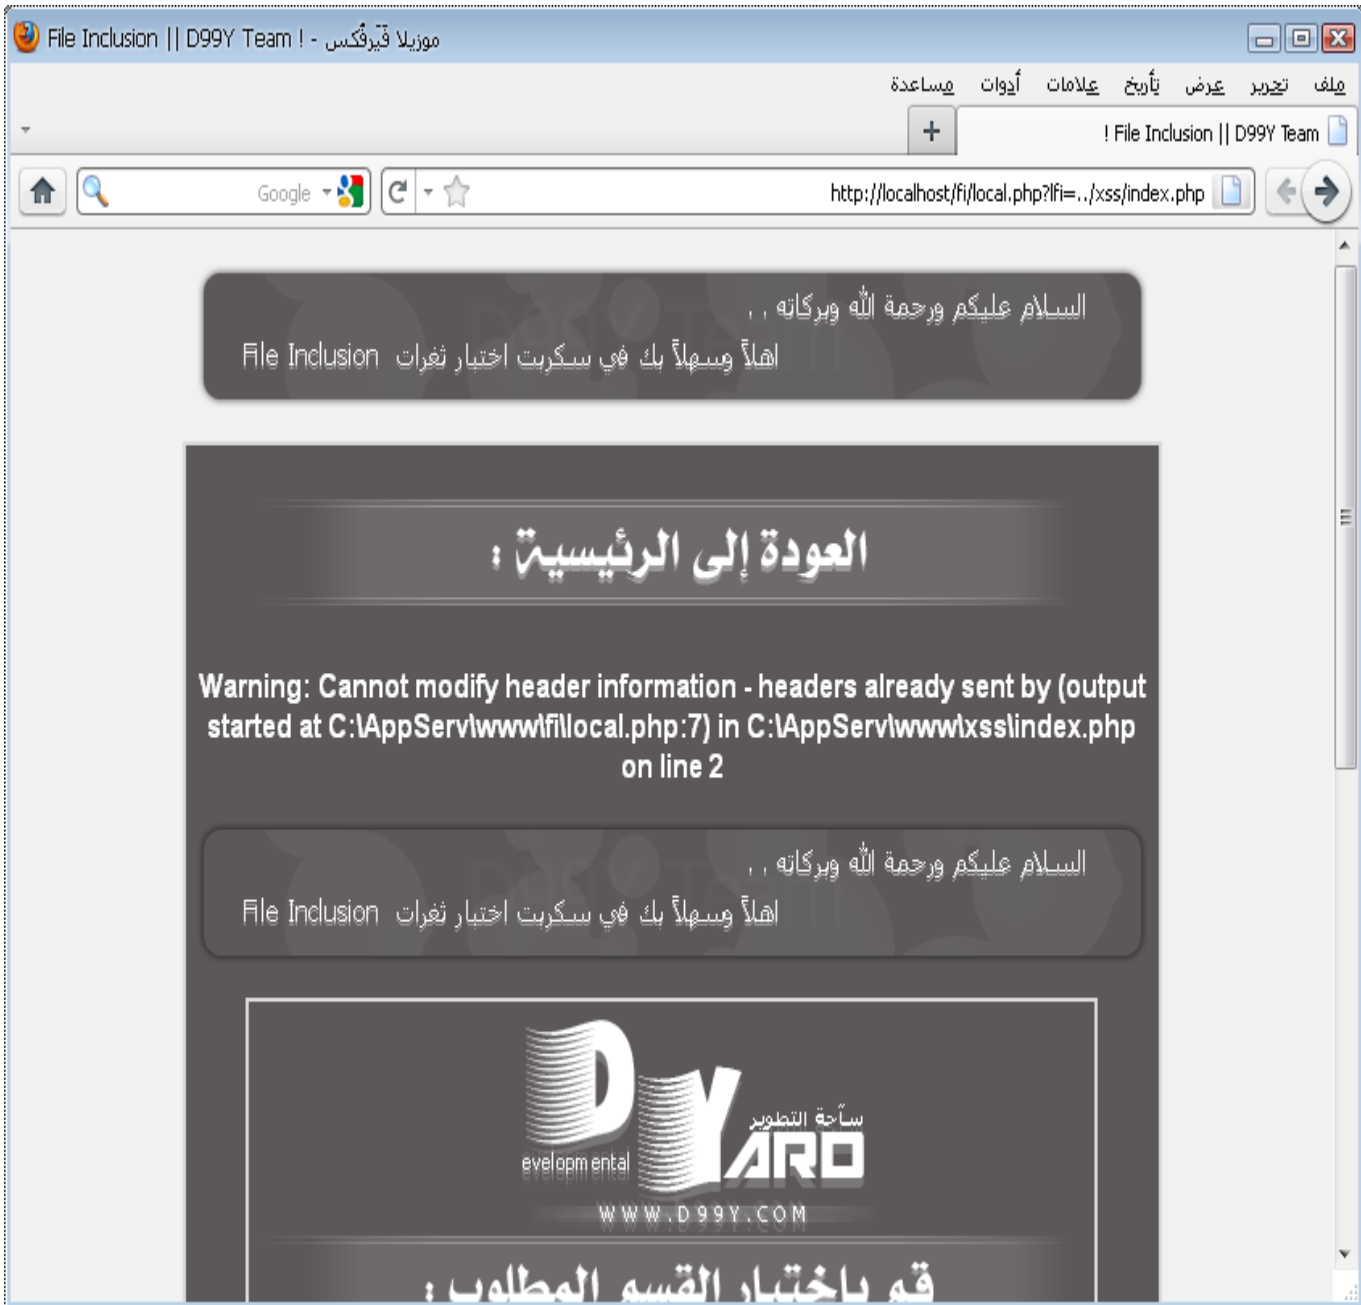 File Inclusion || D99Y Team ! - موزيلا فَيَرفُكس
ملف تحرير عرض تأريخ علامات أدوات مساعدة
! File Inclusion || D99Y Team
+
http://localhost/fi/local.php?lfi=../xss/index.php
Google
السلام عليكم ورحمة الله وبركاته . .
اهلاً وسهلاً بك في سكربت اختبار ثغرات File Inclusion
العودة إلى الرئيسية :
Warning: Cannot modify header information - headers already sent by (output
started at C:\AppServ\www\fi\local.php:7) in C:\AppServ\www\xss\index.php
on line 2
السلام عليكم ورحمة الله وبركاته . .
اهلاً وسهلاً بك في سكربت اختبار ثغرات File Inclusion
Developmental YARD
سآحة التطوير
WWW.D99Y.COM
قم باختيار القسم المطلوب :